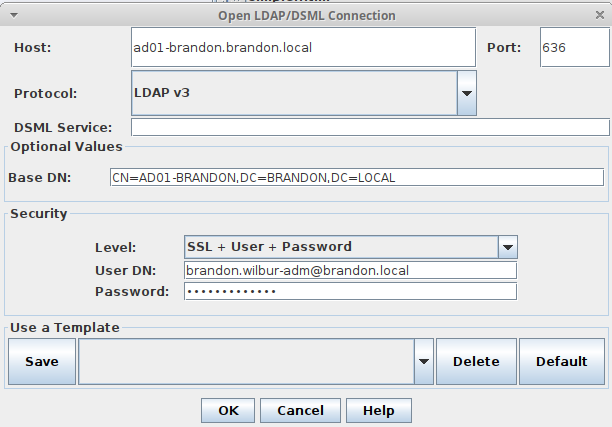 Open LDAP/DSML Connection
Host: ad01-brandon.brandon.local Port: 636
Protocol: LDAP v3
DSML Service:
Optional Values
Base DN: CN=AD01-BRANDON,DC=BRANDON,DC=LOCAL
Security
Level: SSL + User + Password
User DN: brandon.wilbur-adm@brandon.local
Password: •••••••••••••
Use a Template
Save Delete Default
OK Cancel Help